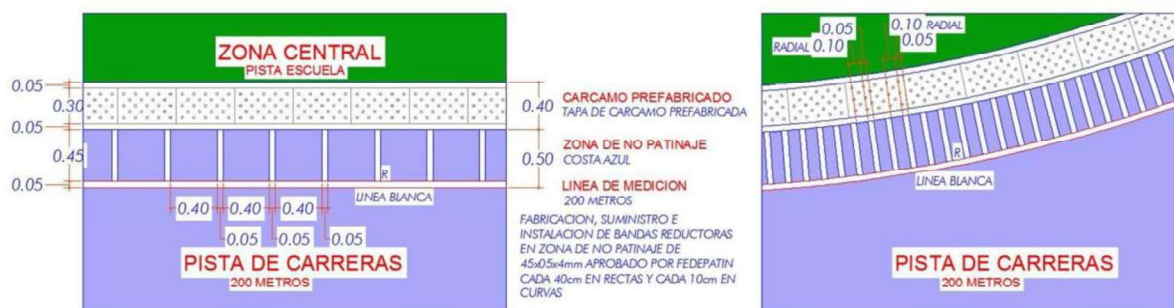 ZONA CENTRAL
PISTA ESCUELA
0.05
0.30
0.05
0.45
0.05
0.40
0.50
CARCAMO PREFABRICADO
TAPA DE CARCAMO PREFABRICADA
ZONA DE NO PATINAJE
COSTA AZUL
LINEA DE MEDICION
200 METROS
R
LINEA BLANCA
0.40 0.40 0.40
0.05 0.05 0.05
PISTA DE CARRERAS
200 METROS
FABRICACION, SUMINISTRO E
INSTALACION DE BANDAS REDUCTORAS
EN ZONA DE NO PATINAJE DE
45x05x4mm APROBADO POR FEDEPATIN
CADA 40cm EN RECTAS Y CADA 10cm EN
CURVAS
0.05
RADIAL 0.10
0.10 RADIAL
0.05
R
LINEA BLANCA
PISTA DE CARRERAS
200 METROS